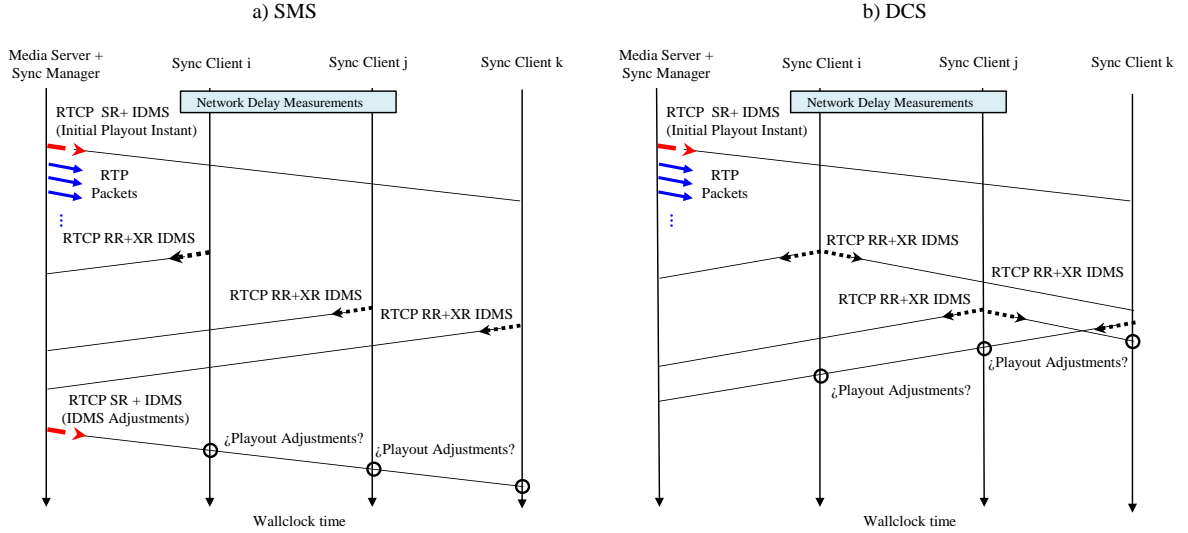 a) SMS
Media Server +
Sync Manager
Sync Client i
Sync Client j
Sync Client k
Network Delay Measurements
RTCP SR+ IDMS
(Initial Playout Instant)
RTP
Packets
...
RTCP RR+XR IDMS
RTCP RR+XR IDMS
RTCP RR+XR IDMS
RTCP SR + IDMS
(IDMS Adjustments)
¿Playout Adjustments?
¿Playout Adjustments?
Wallclock time
b) DCS
Media Server +
Sync Manager
Sync Client i
Sync Client j
Sync Client k
Network Delay Measurements
RTCP SR+ IDMS
(Initial Playout Instant)
RTP
Packets
...
RTCP RR+XR IDMS
RTCP RR+XR IDMS
RTCP RR+XR IDMS
¿Playout Adjustments?
¿Playout Adjustments?
Wallclock time